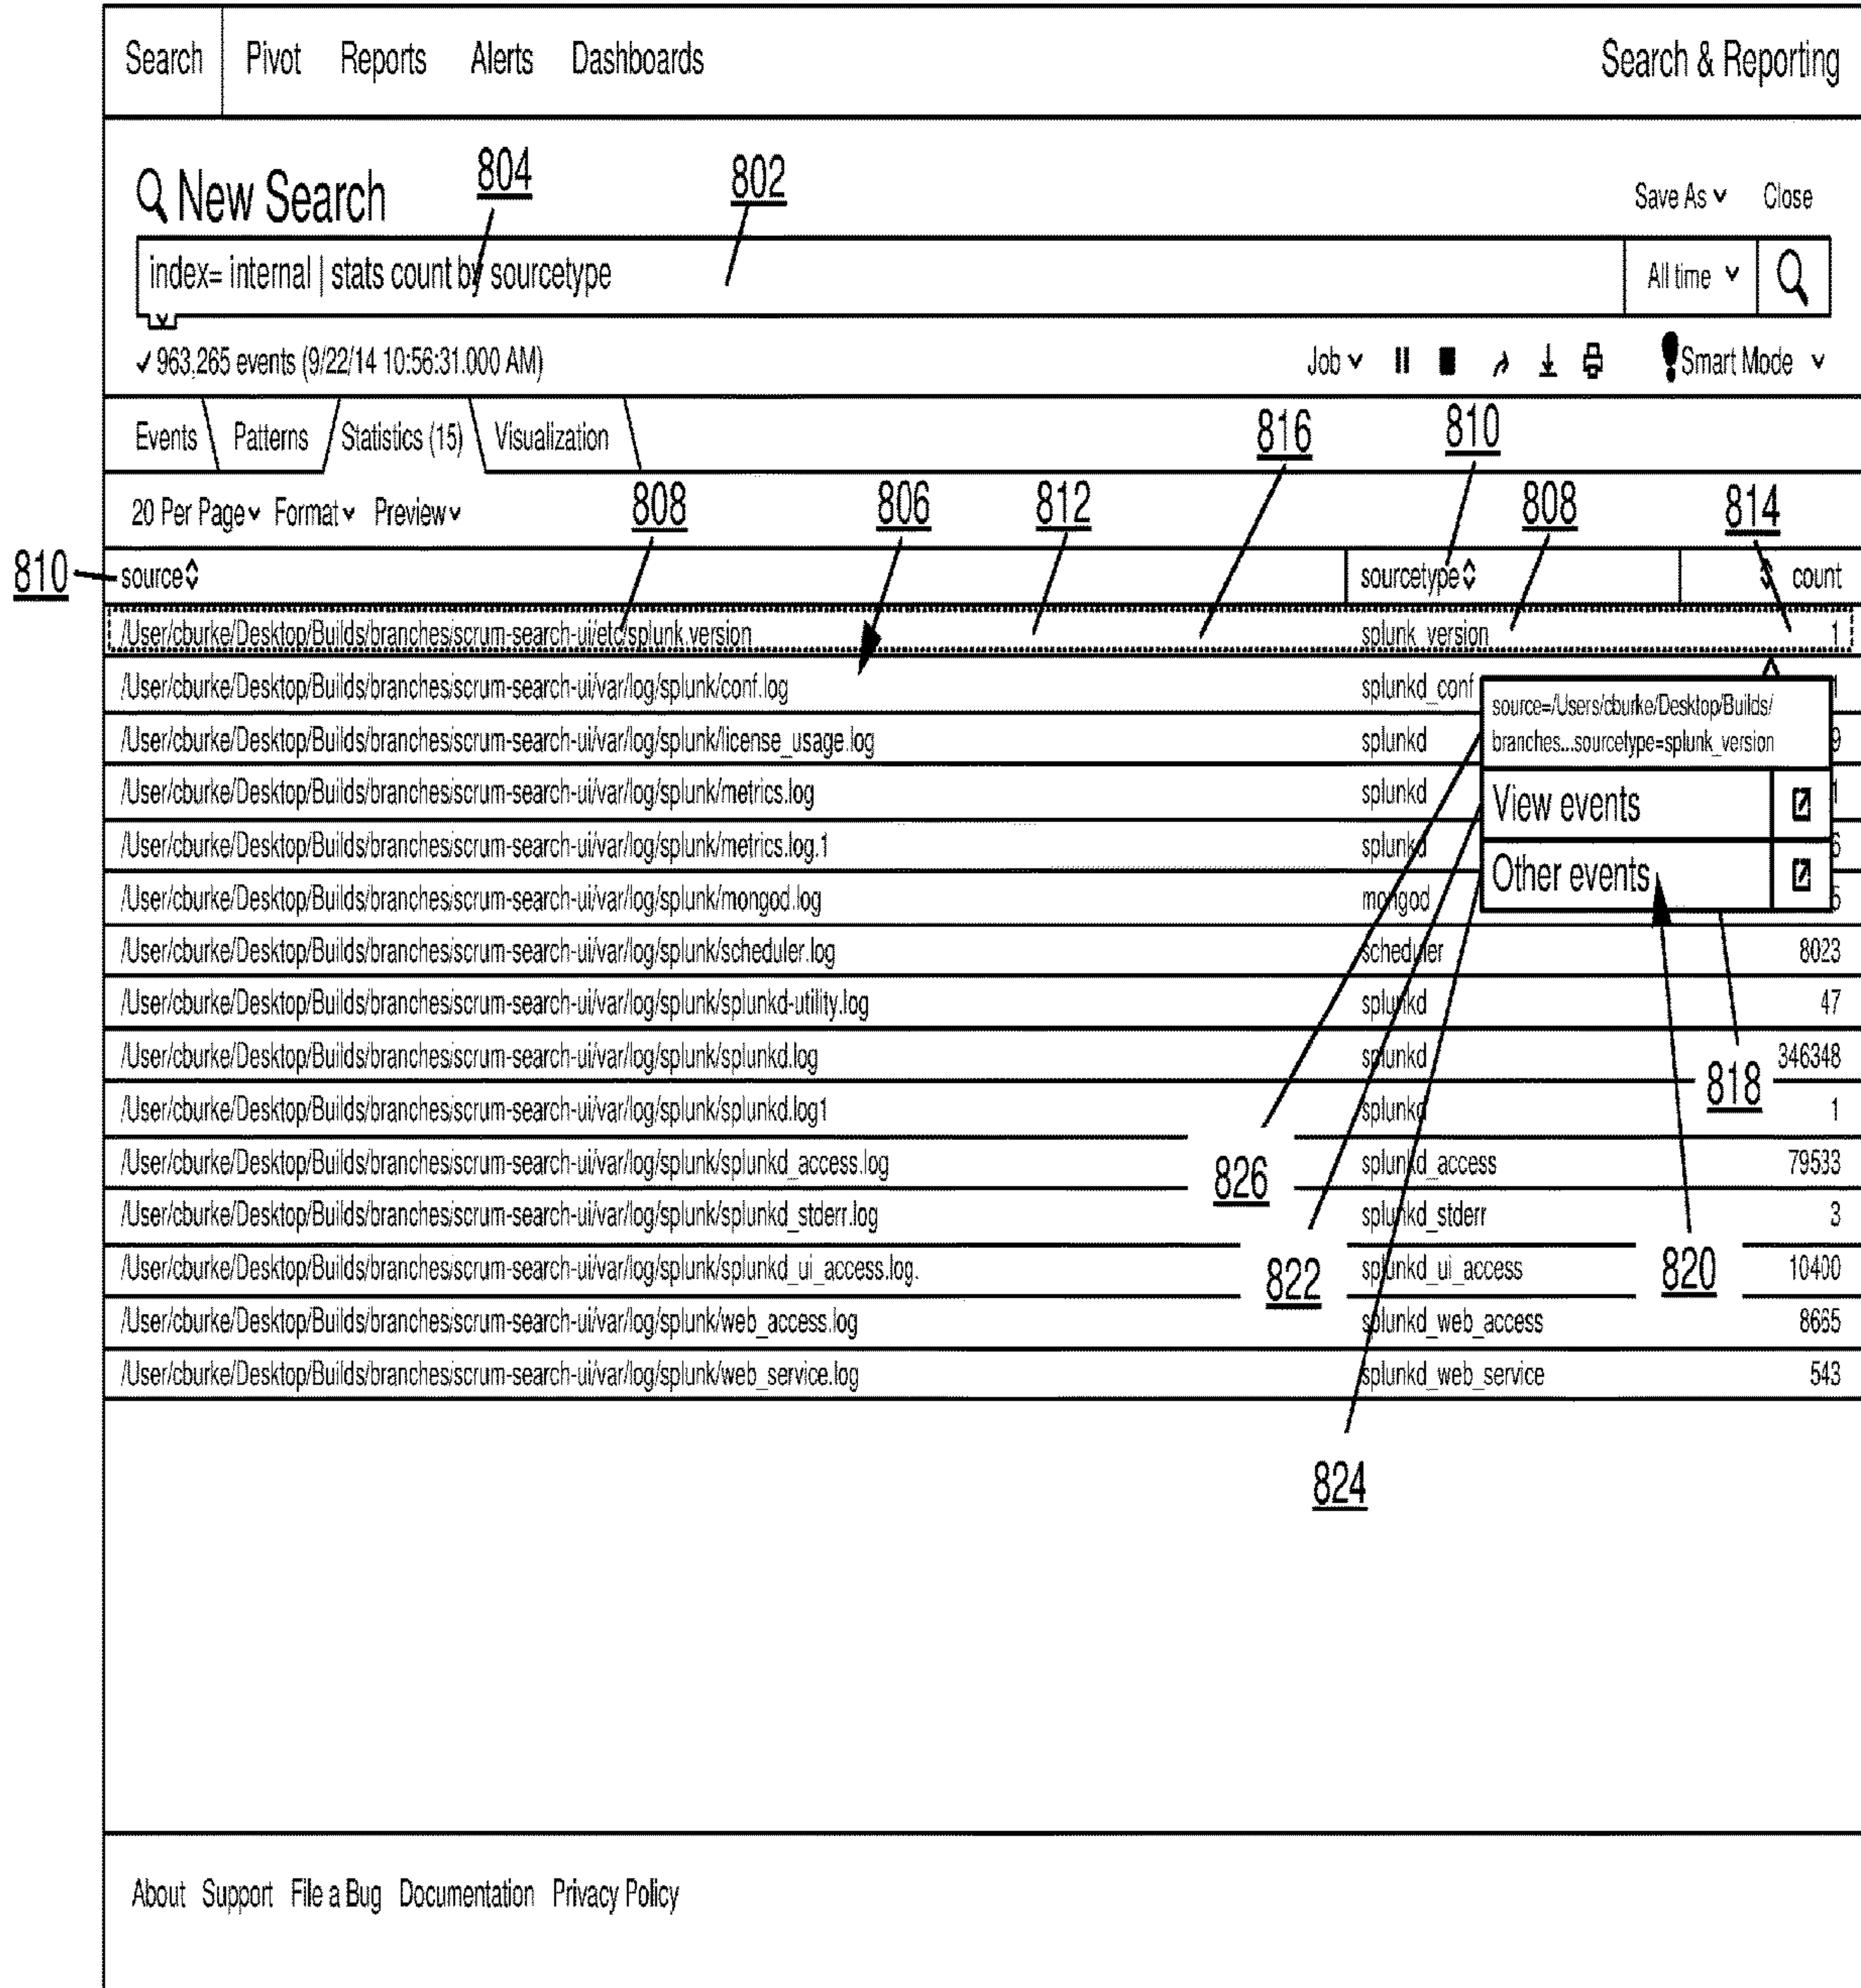 Search Pivot Reports Alerts Dashboards Search & Reporting
New Search 804 802 Save As Close
index= internal | stats count by sourcetype All time
963,265 events (9/22/14 10:56:31.000 AM) Job Smart Mode
Events Patterns Statistics (15) Visualization 816 810
20 Per Page Format Preview 808 806 812 808 814
810 source sourcetype count
/User/cburke/Desktop/Builds/branches/scrum-search-ui/etc/splunk.version splunk_version 1
/User/cburke/Desktop/Builds/branches/scrum-search-ui/var/log/splunk/conf.log splunkd_conf 1
source=/Users/cburke/Desktop/Builds/
branches...sourcetype=splunk_version
/User/cburke/Desktop/Builds/branches/scrum-search-ui/var/log/splunk/license_usage.log splunkd 9
/User/cburke/Desktop/Builds/branches/scrum-search-ui/var/log/splunk/metrics.log splunkd View events 1
/User/cburke/Desktop/Builds/branches/scrum-search-ui/var/log/splunk/metrics.log.1 splunkd 6
Other events
/User/cburke/Desktop/Builds/branches/scrum-search-ui/var/log/splunk/mongod.log mongod 5
/User/cburke/Desktop/Builds/branches/scrum-search-ui/var/log/splunk/scheduler.log scheduler 8023
/User/cburke/Desktop/Builds/branches/scrum-search-ui/var/log/splunk/splunkd-utility.log splunkd 47
/User/cburke/Desktop/Builds/branches/scrum-search-ui/var/log/splunk/splunkd.log splunkd 346348
818
/User/cburke/Desktop/Builds/branches/scrum-search-ui/var/log/splunk/splunkd.log1 splunkd 1
/User/cburke/Desktop/Builds/branches/scrum-search-ui/var/log/splunk/splunkd_access.log 826 splunkd_access 79533
/User/cburke/Desktop/Builds/branches/scrum-search-ui/var/log/splunk/splunkd_stderr.log splunkd_stderr 3
/User/cburke/Desktop/Builds/branches/scrum-search-ui/var/log/splunk/splunkd_ui_access.log. 822 splunkd_ui_access 820 10400
/User/cburke/Desktop/Builds/branches/scrum-search-ui/var/log/splunk/web_access.log splunkd_web_access 8665
/User/cburke/Desktop/Builds/branches/scrum-search-ui/var/log/splunk/web_service.log splunkd_web_service 543
824
About Support File a Bug Documentation Privacy Policy